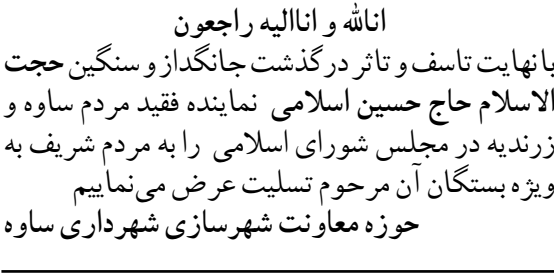 انالله و اناالیه راجعون
با نهایت تاسف و تاثر درگذشت جانگداز و سنگین حجت
الاسلام حاج حسین اسلامی نماینده فقید مردم ساوه و
زرندیه در مجلس شورای اسلامی را به مردم شریف به
ویژه بستگان آن مرحوم تسلیت عرض می‌نماییم
حوزه معاونت شهرسازی شهرداری ساوه